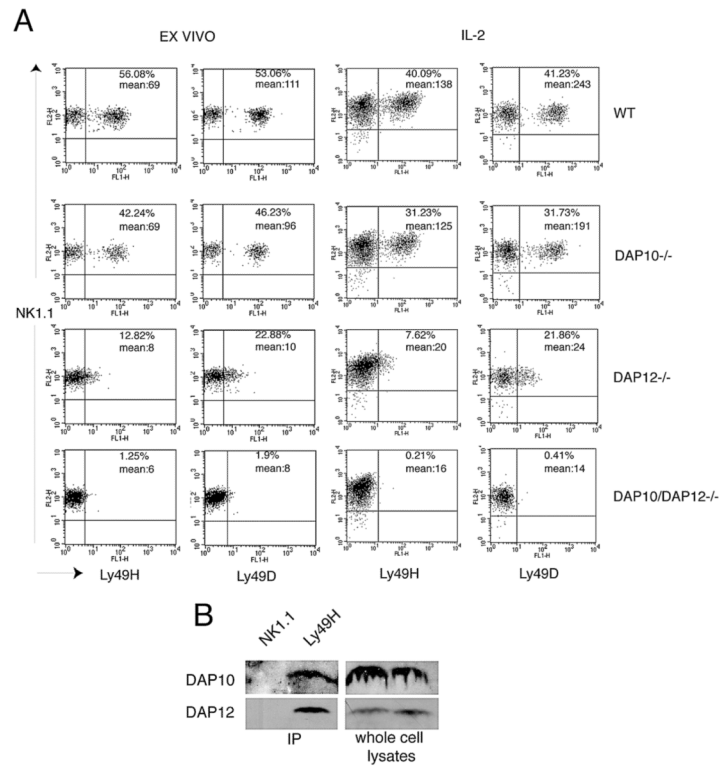 A
EX VIVO
IL-2
56.08%
mean:69
53.06%
mean:111
40.09%
mean:138
41.23%
mean:243
WT
42.24%
mean:69
46.23%
mean:96
31.23%
mean:125
31.73%
mean:191
DAP10-/-
NK1.1
12.82%
mean:8
22.88%
mean:10
7.62%
mean:20
21.86%
mean:24
DAP12-/-
1.25%
mean:6
1.9%
mean:8
0.21%
mean:16
0.41%
mean:14
DAP10/DAP12-/-
FL2-H
FL1-H
Ly49H
Ly49D
Ly49H
Ly49D
B
NK1.1
Ly49H
DAP10
DAP12
IP
whole cell
lysates